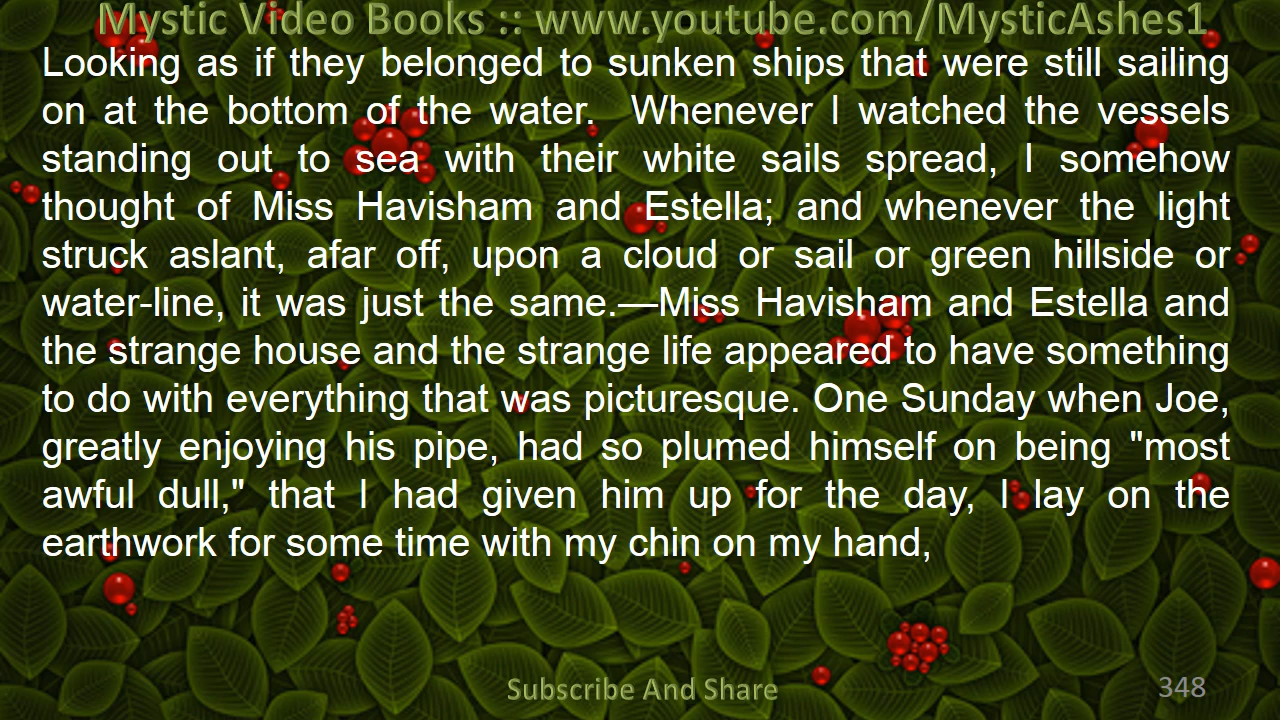 Mystic Video Books :: www.youtube.com/MysticAshes1
Looking as if they belonged to sunken ships that were still sailing
on at the bottom of the water.  Whenever I watched the vessels
standing out to sea with their white sails spread, I somehow
thought of Miss Havisham and Estella; and whenever the light
struck aslant, afar off, upon a cloud or sail or green hillside or
water-line, it was just the same.—Miss Havisham and Estella and
the strange house and the strange life appeared to have something
to do with everything that was picturesque. One Sunday when Joe,
greatly enjoying his pipe, had so plumed himself on being "most
awful dull," that I had given him up for the day, I lay on the
earthwork for some time with my chin on my hand,
Subscribe And Share
348